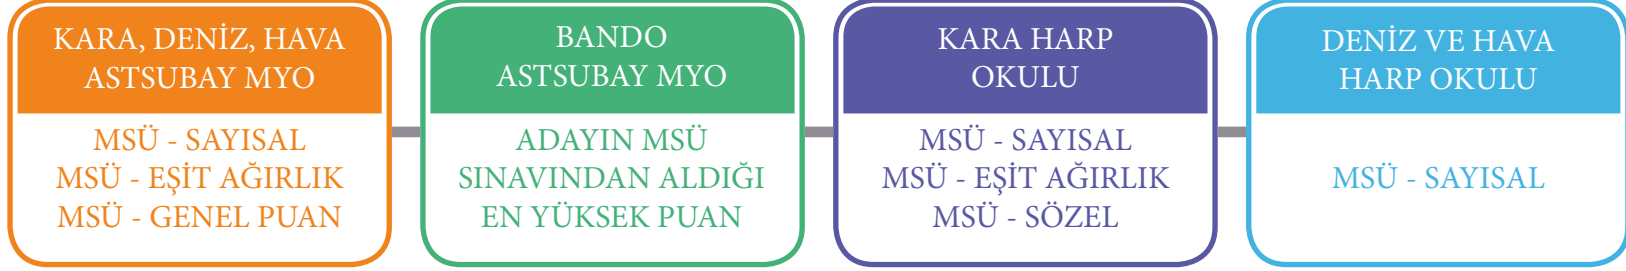 KARA, DENİZ, HAVA
ASTSUBAY MYO
MSÜ - SAYISAL
MSÜ - EŞİT AĞIRLIK
MSÜ - GENEL PUAN
BANDO
ASTSUBAY MYO
ADAYIN MSÜ
SINAVINDAN ALDIĞI
EN YÜKSEK PUAN
KARA HARP
OKULU
MSÜ - SAYISAL
MSÜ - EŞİT AĞIRLIK
MSÜ - SÖZEL
DENİZ VE HAVA
HARP OKULU
MSÜ - SAYISAL